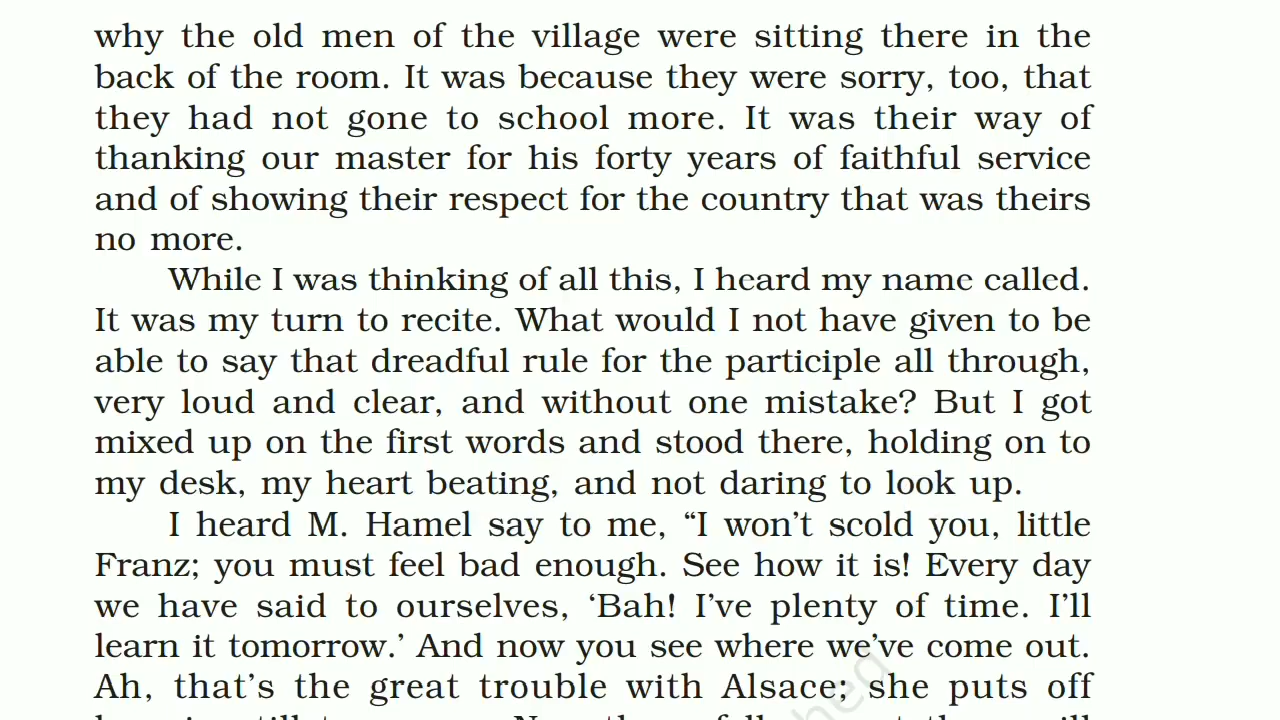 why the old men of the village were sitting there in the
back of the room. It was because they were sorry, too, that
they had not gone to school more. It was their way of
thanking our master for his forty years of faithful service
and of showing their respect for the country that was theirs
no more.
While I was thinking of all this, I heard my name called.
It was my turn to recite. What would I not have given to be
able to say that dreadful rule for the participle all through,
very loud and clear, and without one mistake? But I got
mixed up on the first words and stood there, holding on to
my desk, my heart beating, and not daring to look up.
I heard M. Hamel say to me, “I won’t scold you, little
Franz; you must feel bad enough. See how it is! Every day
we have said to ourselves, ‘Bah! I’ve plenty of time. I’ll
learn it tomorrow.’ And now you see where we’ve come out.
Ah, that’s the great trouble with Alsace; she puts off